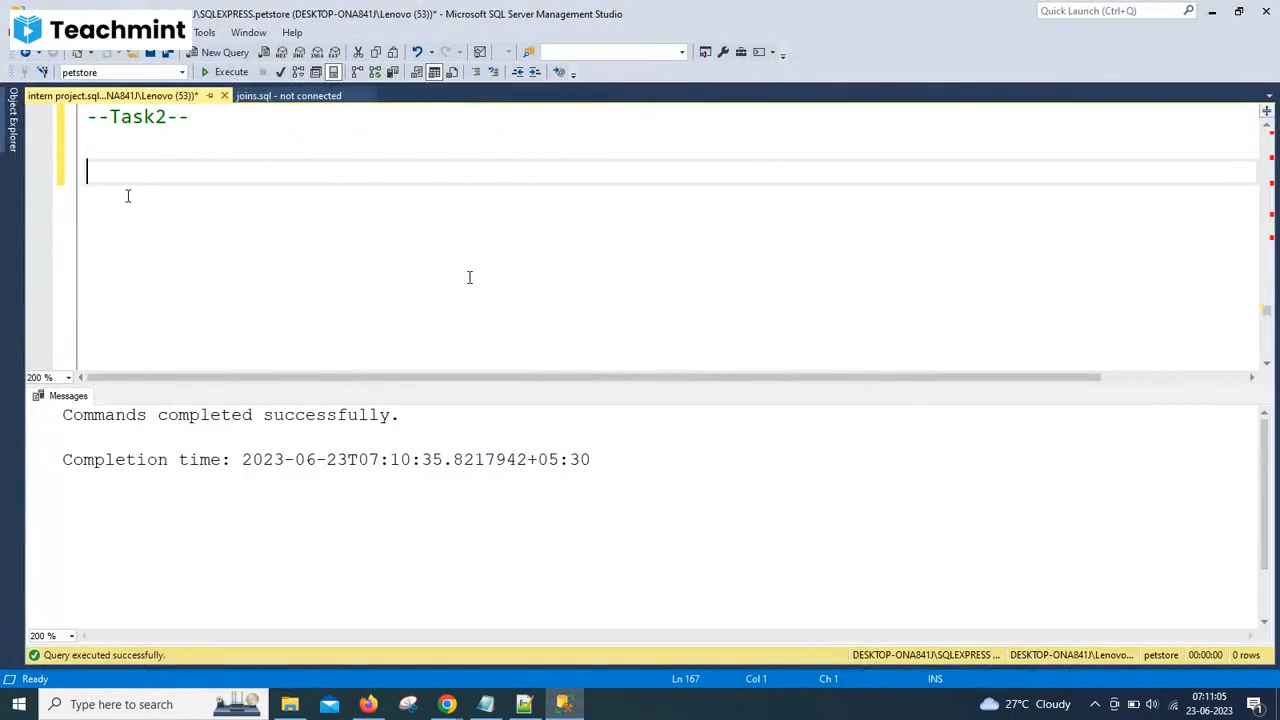 J\SQLEXPRESS.petstore (DESKTOP-ONA841J\Lenovo (53))* - Microsoft SQL Server Management Studio
Quick Launch (Ctrl+Q)
Teachmint
Tools Window Help
New Query
petstore Execute
Object Explorer
intern project.sql...NA841J\Lenovo (53))* joins.sql - not connected
--Task2--
200 %
Messages
Commands completed successfully.
Completion time: 2023-06-23T07:10:35.8217942+05:30
200 %
Query executed successfully. DESKTOP-ONA841J\SQLEXPRESS ... DESKTOP-ONA841J\Lenovo... petstore 00:00:00 0 rows
Ready Ln 167 Col 1 Ch 1 INS
Type here to search 27°C Cloudy 07:11:05
23-06-2023